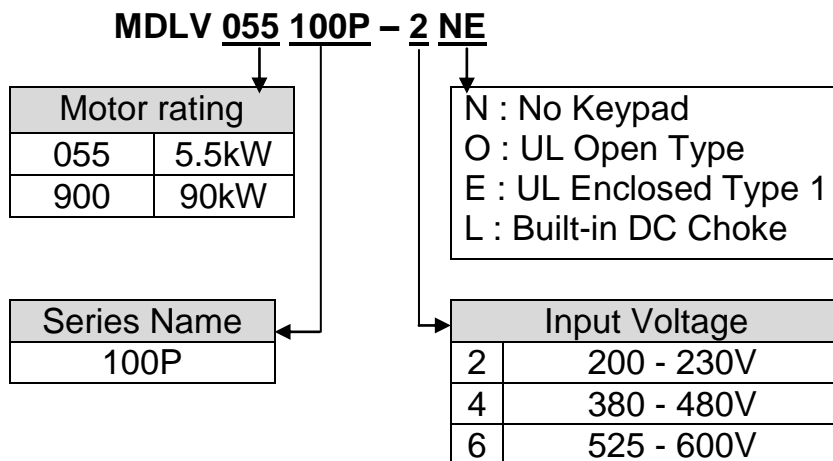 MDLV 055 100P – 2 NE
Motor rating
055 5.5kW
900 90kW
N : No Keypad
O : UL Open Type
E : UL Enclosed Type 1
L : Built-in DC Choke
Series Name
100P
Input Voltage
2 200 - 230V
4 380 - 480V
6 525 - 600V